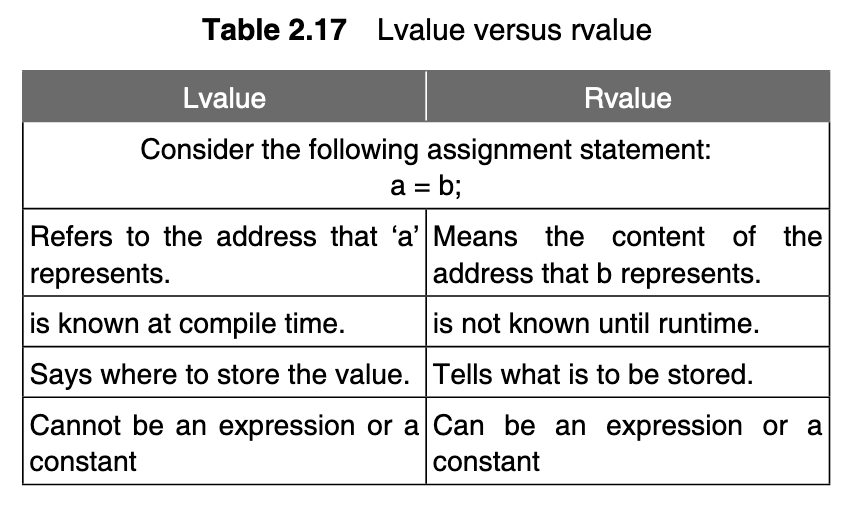 Table 2.17 Lvalue versus rvalue
Lvalue
Rvalue
Consider the following assignment statement:
a = b;
Refers to the address that ‘a’
represents.
Means the content of the
address that b represents.
is known at compile time.
is not known until runtime.
Says where to store the value.
Tells what is to be stored.
Cannot be an expression or a
constant
Can be an expression or a
constant